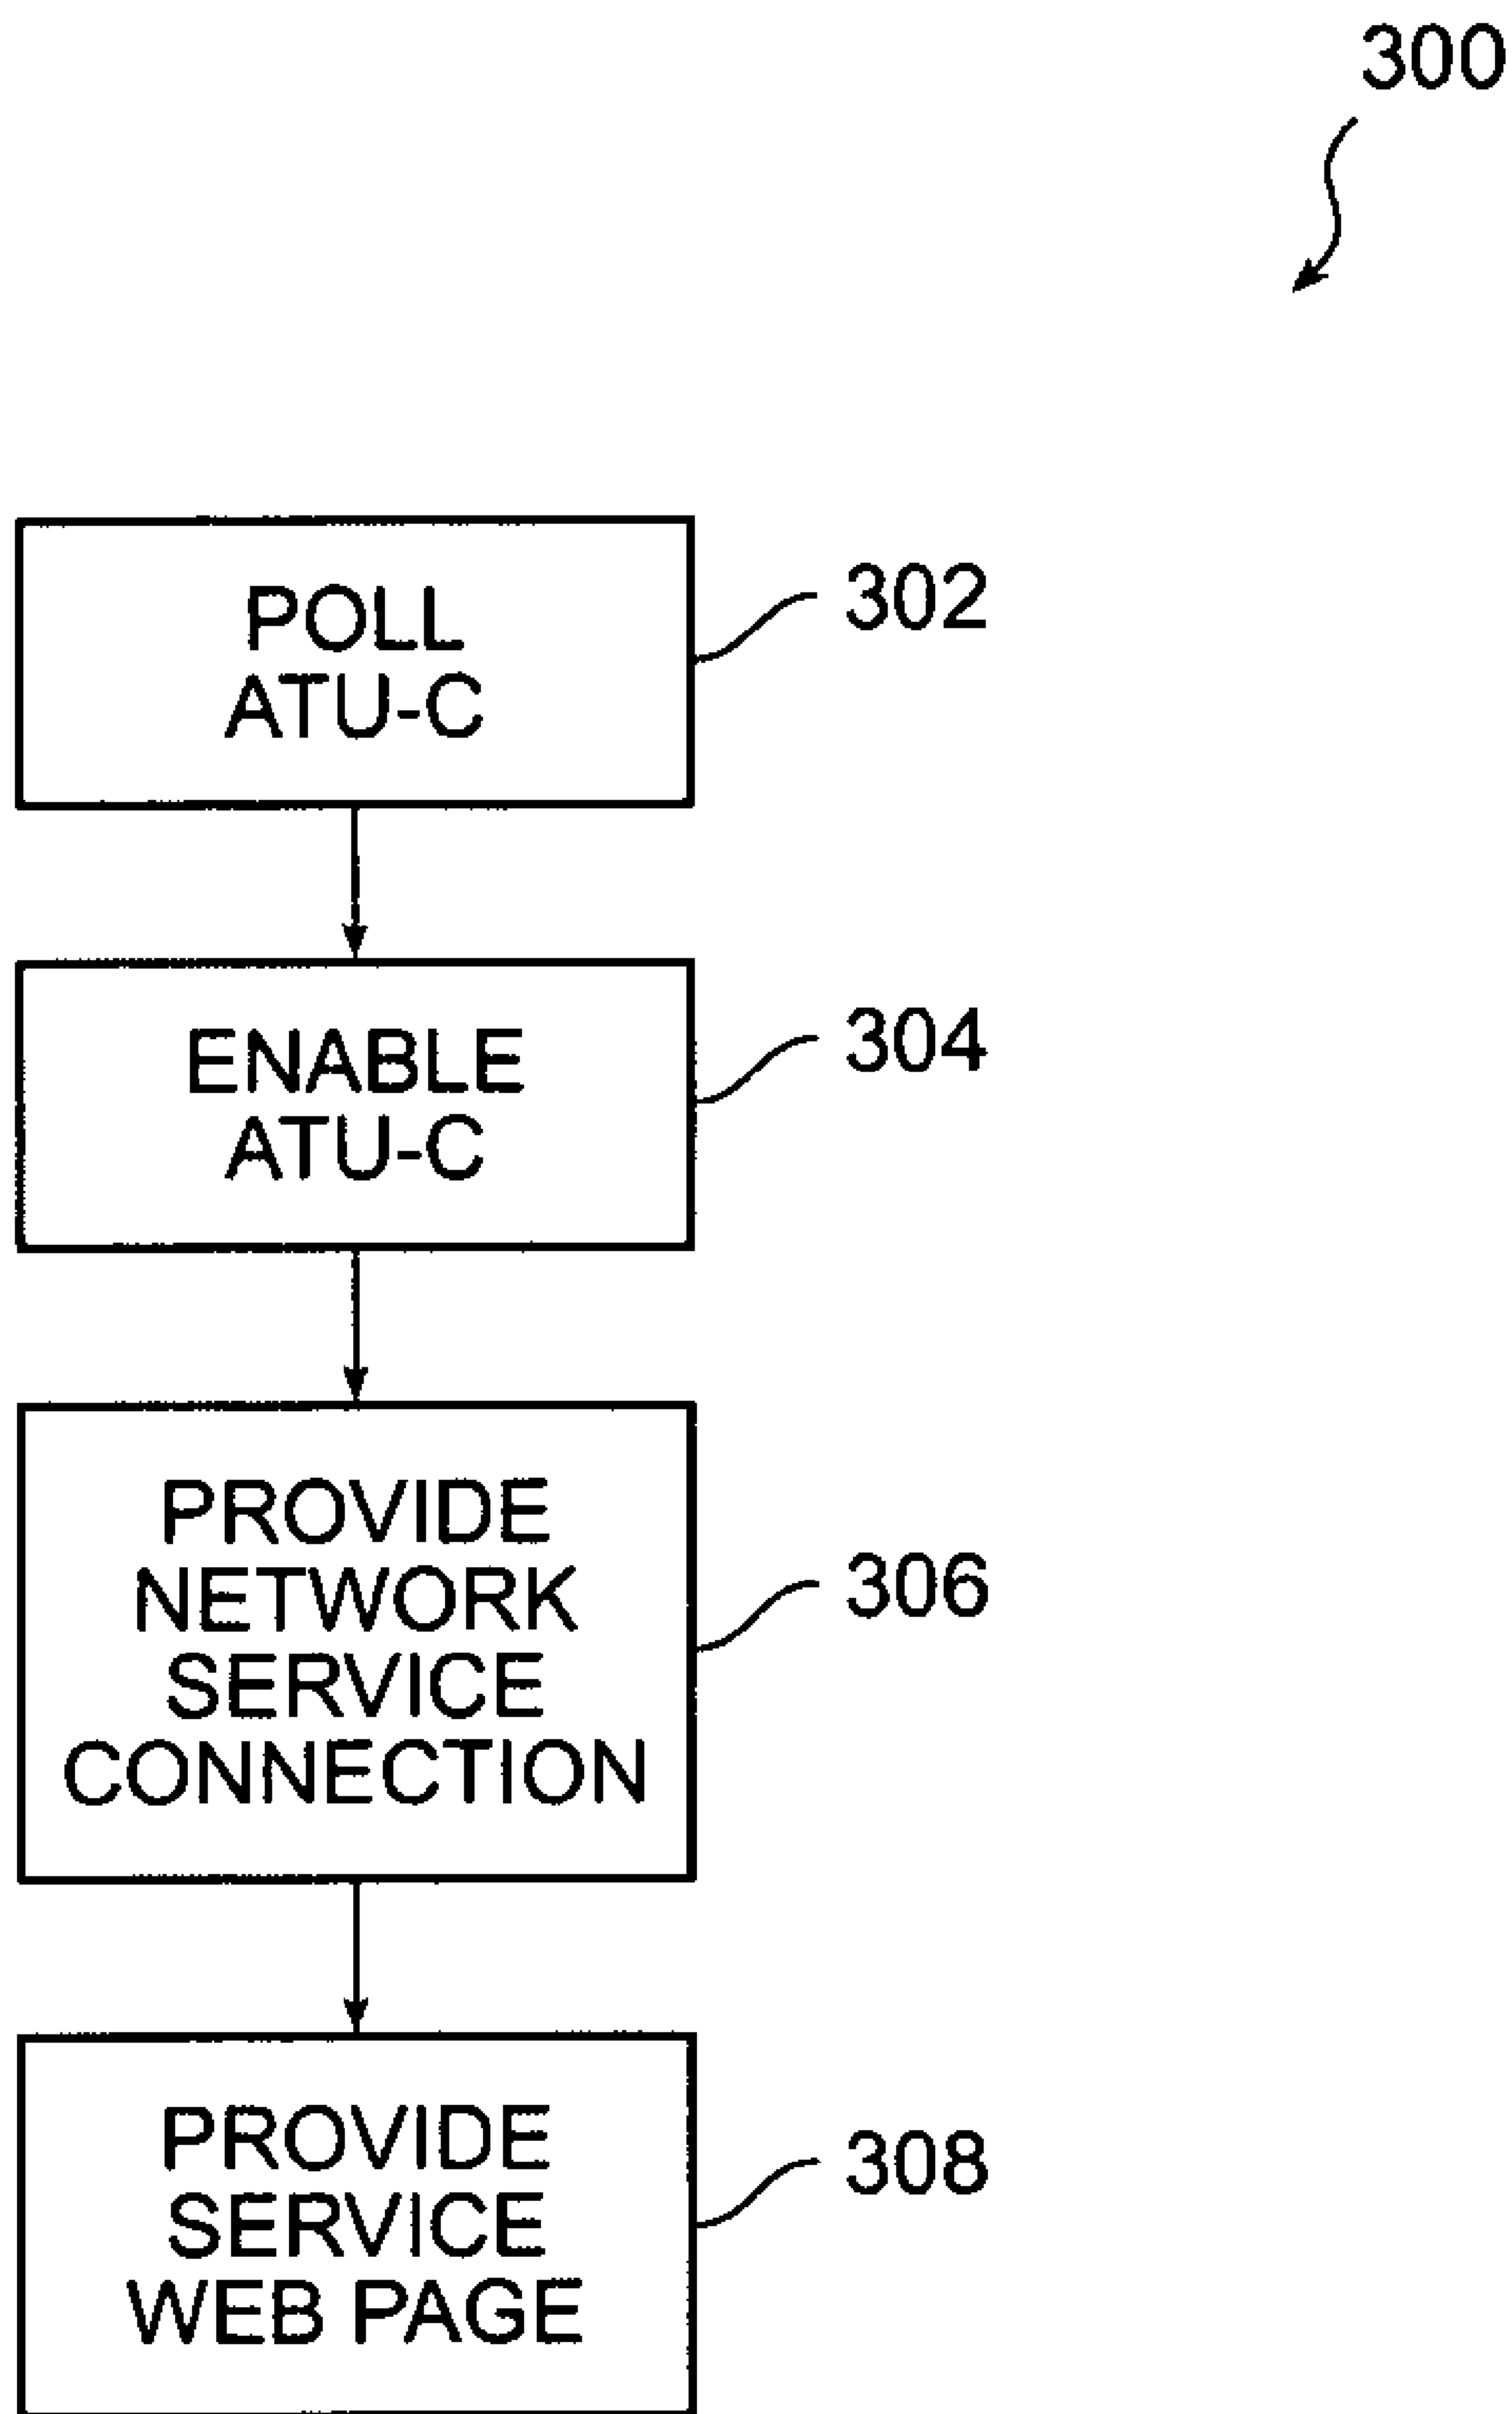 300
POLL
ATU-C
302
ENABLE
ATU-C
304
PROVIDE
NETWORK
SERVICE
CONNECTION
306
PROVIDE
SERVICE
WEB PAGE
308